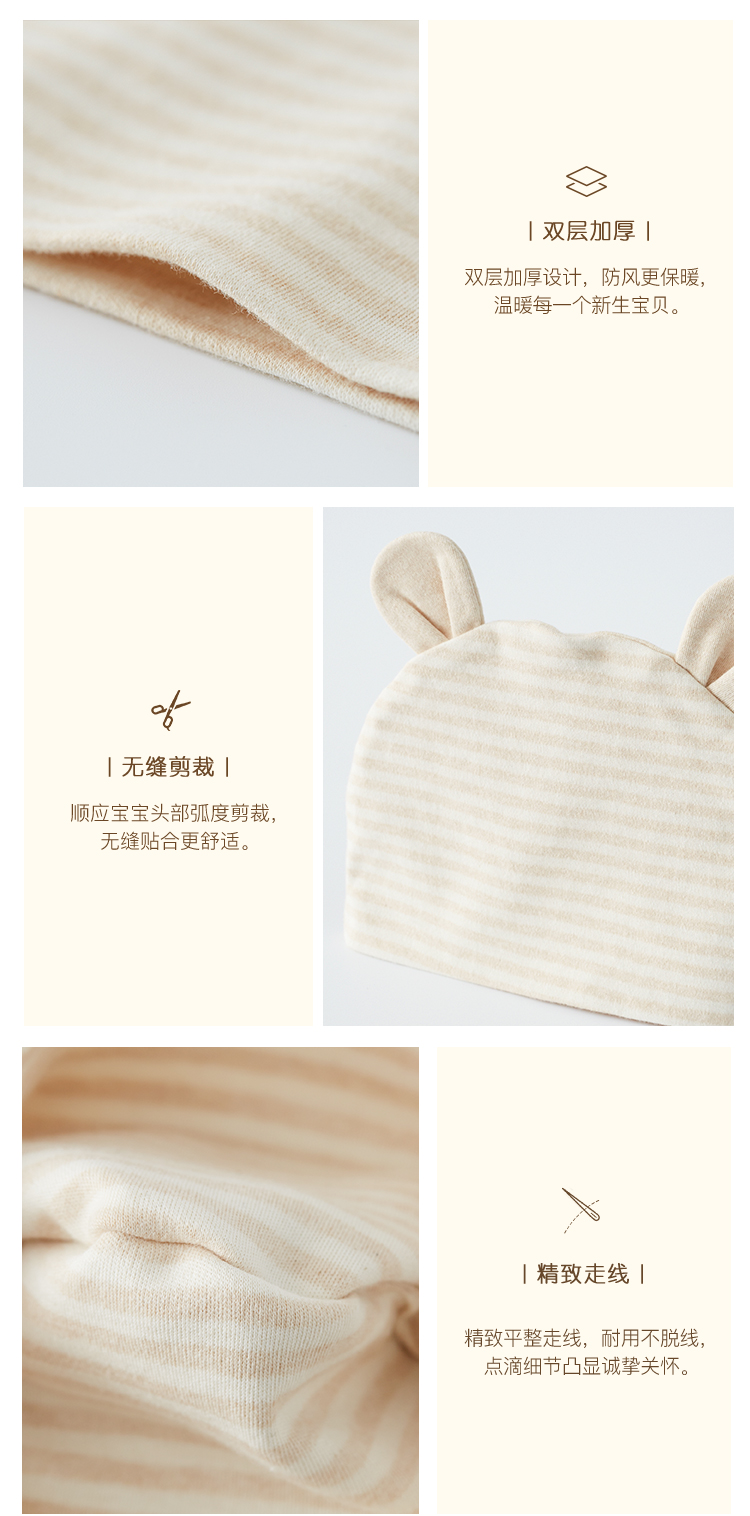 | 双层加厚 |
双层加厚设计，防风更保暖，
温暖每一个新生宝贝。
| 无缝剪裁 |
顺应宝宝头部弧度剪裁，
无缝贴合更舒适。
| 精致走线 |
精致平整走线，耐用不脱线，
点滴细节凸显诚挚关怀。